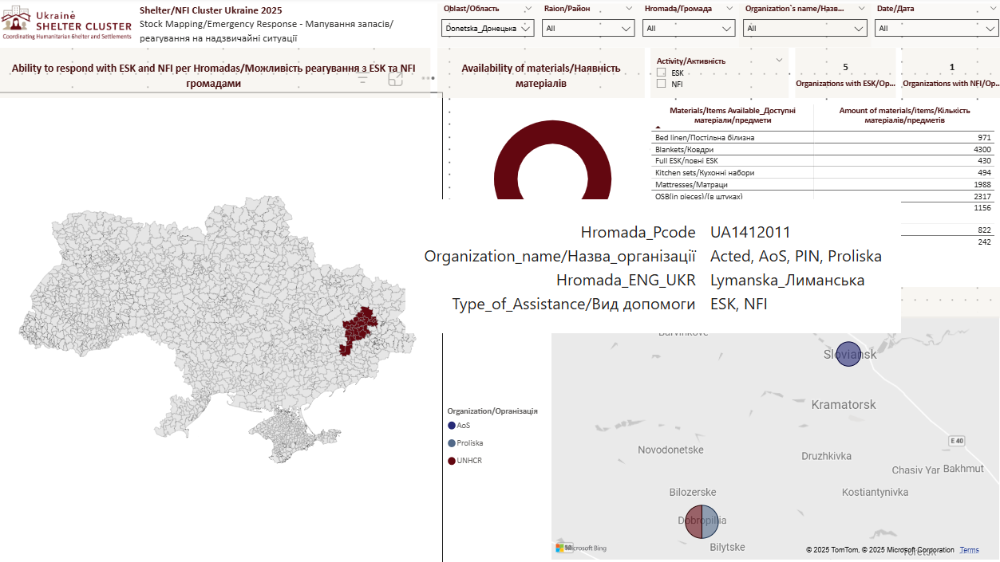 Ukraine
SHELTER CLUSTER
Coordinating Humanitarian Shelter and Settlements
Shelter/NFI Cluster Ukraine 2025
Stock Mapping/Emergency Response - Мапування запасів/
реагування на надзвичайні ситуації
Oblast/Область
Raion/Район
Hromada/Громада
Organization`s name/Назв...
Date/Дата
Donetska_Донецька
All
All
All
All
Ability to respond with ESK and NFI per Hromadas/Можливість реагування з ESK та NFI
громадами
Availability of materials/Наявність
матеріалів
Activity/Активність
ESK
NFI
5
Organizations with ESK/Ор...
1
Organizations with NFI/Ор...
Materials/Items Available_Доступні
матеріали/предмети
Amount of materials/items/Кількість
матеріалів/предметів
Bed linen/Постільна білизна 971
Blankets/Ковдри 4300
Full ESK/повні ESK 430
Kitchen sets/Кухонні набори 494
Mattresses/Матраци 1988
OSB(in pieces)/(в штуках) 2317
1156
822
242
Hromada_Pcode UA1412011
Organization_name/Назва_організації Acted, AoS, PIN, Proliska
Hromada_ENG_UKR Lymanska_Лиманська
Type_of_Assistance/Вид допомоги ESK, NFI
Organization/Організація
AoS
Proliska
UNHCR
Barvinkove
Sloviansk
Kramatorsk
E 40
Novodonetske
Druzhkivka
Chasiv Yar
Bakhmut
Bilozerske
Kostiantynivka
Dobropillia
Bilytske
Toretsk
Microsoft Bing
© 2025 TomTom, © 2025 Microsoft Corporation Terms